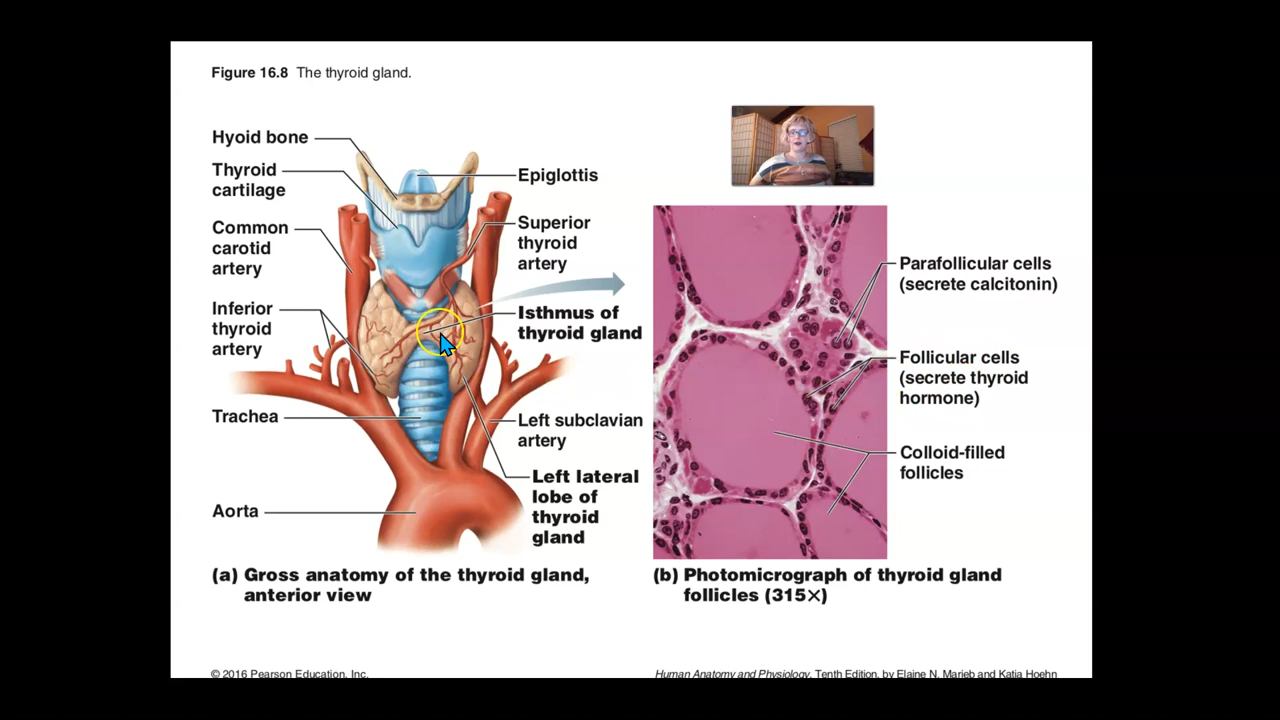 Figure 16.8 The thyroid gland.
Hyoid bone
Thyroid
cartilage
Common
carotid
artery
Inferior
thyroid
artery
Trachea
Aorta
Epiglottis
Superior
thyroid
artery
Isthmus of
thyroid gland
Left subclavian
artery
Left lateral
lobe of
thyroid
gland
(a) Gross anatomy of the thyroid gland,
anterior view
Parafollicular cells
(secrete calcitonin)
Follicular cells
(secrete thyroid
hormone)
Colloid-filled
follicles
(b) Photomicrograph of thyroid gland
follicles (315×)
© 2016 Pearson Education, Inc.
Human Anatomy and Physiology, Tenth Edition, by Elaine N. Marieb and Katja Hoehn